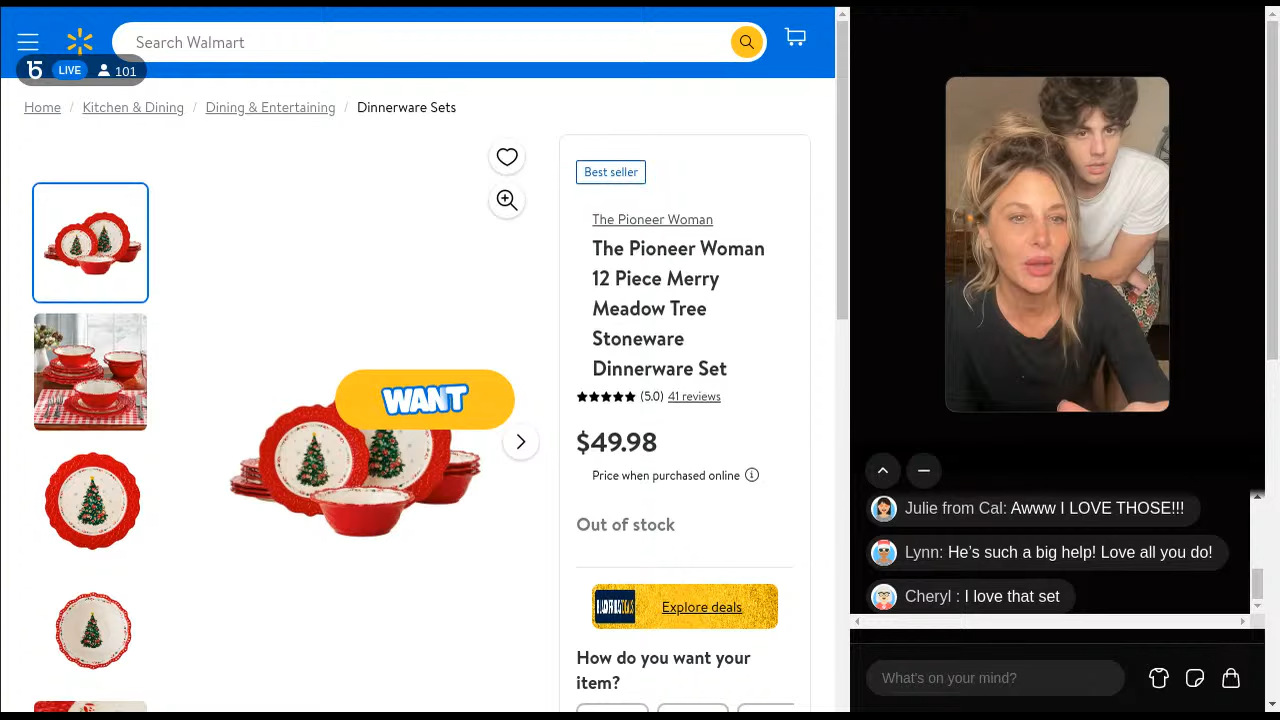 Search Walmart
LIVE 101
Home / Kitchen & Dining / Dining & Entertaining / Dinnerware Sets
Best seller
The Pioneer Woman
The Pioneer Woman
12 Piece Merry
Meadow Tree
Stoneware
Dinnerware Set
(5.0) 41 reviews
$49.98
Price when purchased online
Out of stock
Explore deals
How do you want your
item?
WANT
Julie from Cal: Awww I LOVE THOSE!!!
Lynn: He's such a big help! Love all you do!
Cheryl : I love that set
What's on your mind?